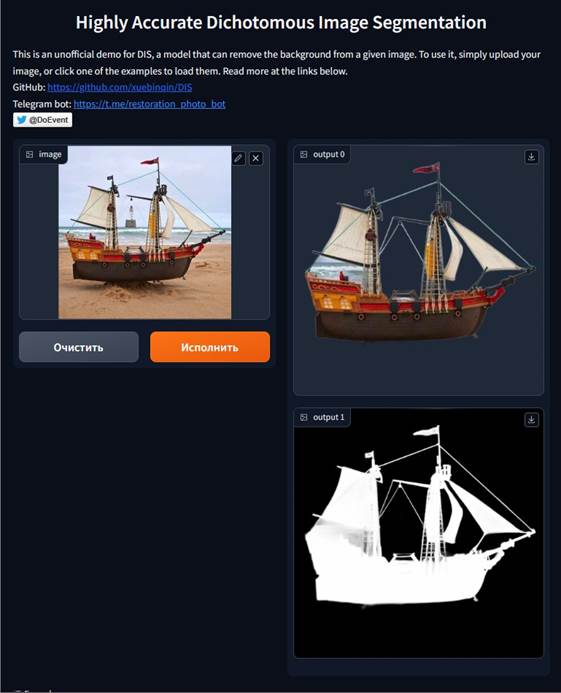 Highly Accurate Dichotomous Image Segmentation
This is an unofficial demo for DIS, a model that can remove the background from a given image. To use it, simply upload your
image, or click one of the examples to load them. Read more at the links below.
GitHub: https://github.com/xuebinqin/DIS
Telegram bot: https://t.me/restoration_photo_bot
@DoEvent
image
output 0
Очистить
Исполнить
output 1